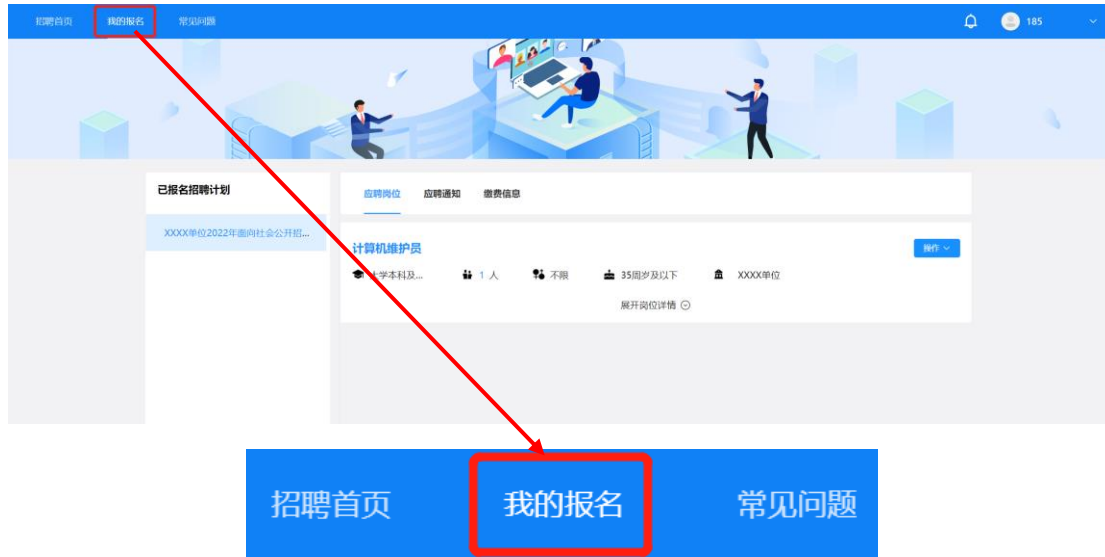 招聘首页 我的报名 常见问题 185
已报名招聘计划 应聘岗位 应聘通知 缴费信息
XXXX单位2022年面向社会公开招...
计算机维护员 操作
大学本科及... 1 人 不限 35周岁及以下 XXXX单位
展开岗位详情
招聘首页 我的报名 常见问题